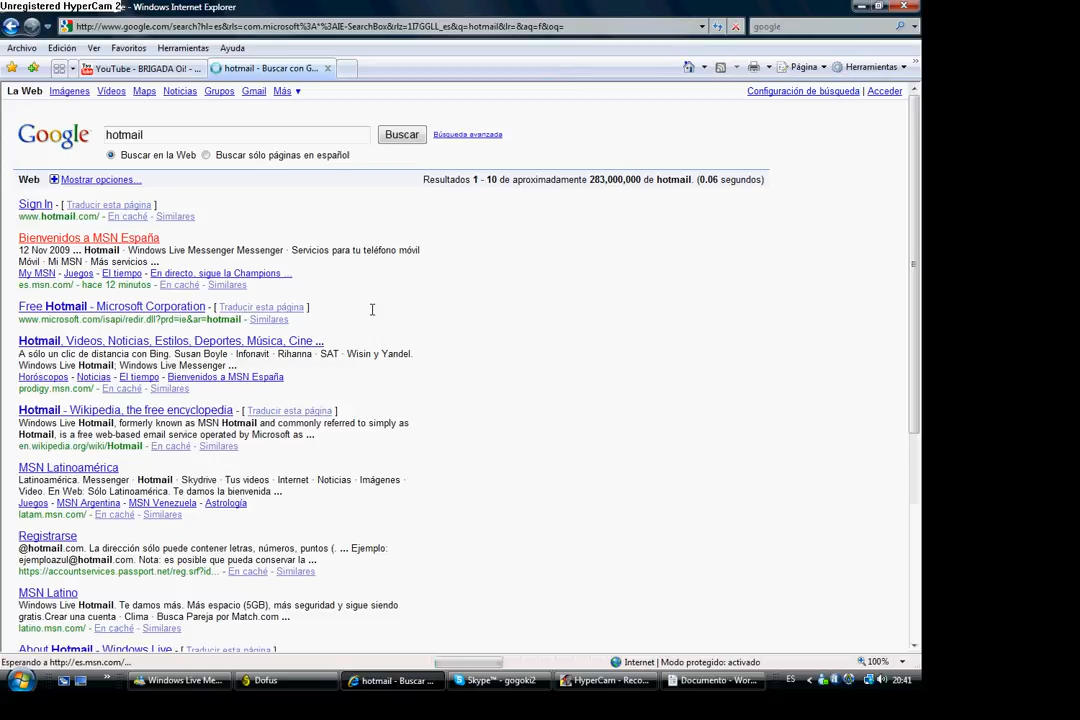 Unregistered HyperCam 2
e - Windows Internet Explorer
http://www.google.com/search?hl=es&rls=com.microsoft%3A*%3AIE-SearchBox&rlz=1I7GGLL_es&q=hotmail&lr=&aq=f&oq=
google
Archivo Edición Ver Favoritos Herramientas Ayuda
YouTube - BRIGADA Oi! - ...
hotmail - Buscar con G...
Página Herramientas
La Web Imágenes Vídeos Maps Noticias Grupos Gmail Más ▼
Configuración de búsqueda | Acceder
Google hotmail Buscar Búsqueda avanzada
Buscar en la Web Buscar sólo páginas en español
Web Mostrar opciones... Resultados 1 - 10 de aproximadamente 283,000,000 de hotmail. (0.06 segundos)
Sign In - [ Traducir esta página ]
www.hotmail.com/ - En caché - Similares
Bienvenidos a MSN España
12 Nov 2009 ... Hotmail · Windows Live Messenger Messenger · Servicios para tu teléfono móvil
Móvil · Mi MSN · Más servicios ...
My MSN - Juegos - El tiempo - En directo, sigue la Champions ...
es.msn.com/ - hace 12 minutos - En caché - Similares
Free Hotmail - Microsoft Corporation - [ Traducir esta página ]
www.microsoft.com/isapi/redir.dll?prd=ie&ar=hotmail - Similares
Hotmail, Videos, Noticias, Estilos, Deportes, Música, Cine ...
A sólo un clic de distancia con Bing. Susan Boyle · Infonavit · Rihanna · SAT · Wisin y Yandel.
Windows Live Hotmail; Windows Live Messenger ...
Horóscopos - Noticias - El tiempo - Bienvenidos a MSN España
prodigy.msn.com/ - En caché - Similares
Hotmail - Wikipedia, the free encyclopedia - [ Traducir esta página ]
Windows Live Hotmail, formerly known as MSN Hotmail and commonly referred to simply as
Hotmail, is a free web-based email service operated by Microsoft as ...
en.wikipedia.org/wiki/Hotmail - En caché - Similares
MSN Latinoamérica
Latinoamérica. Messenger · Hotmail · Skydrive · Tus videos · Internet · Noticias · Imágenes ·
Video. En Web: Sólo Latinoamérica. Te damos la bienvenida ...
Juegos - MSN Argentina - MSN Venezuela - Astrología
latam.msn.com/ - En caché - Similares
Registrarse
@hotmail.com. La dirección sólo puede contener letras, números, puntos (. ... Ejemplo:
ejemploazul@hotmail.com. Nota: es posible que pueda conservar la ...
https://accountservices.passport.net/reg.srf?id... - En caché - Similares
MSN Latino
Windows Live Hotmail. Te damos más. Más espacio (5GB), más seguridad y sigue siendo
gratis.Crear una cuenta · Clima · Busca Pareja por Match.com ...
latino.msn.com/ - En caché - Similares
About Hotmail - Windows Live - [ Traducir esta página ]
Esperando a http://es.msn.com/...
Internet | Modo protegido: activado 100%
Windows Live Me...
Dofus
hotmail - Buscar ...
Skype™ - gogoki2
HyperCam - Reco...
Documento - Wor...
ES 20:41